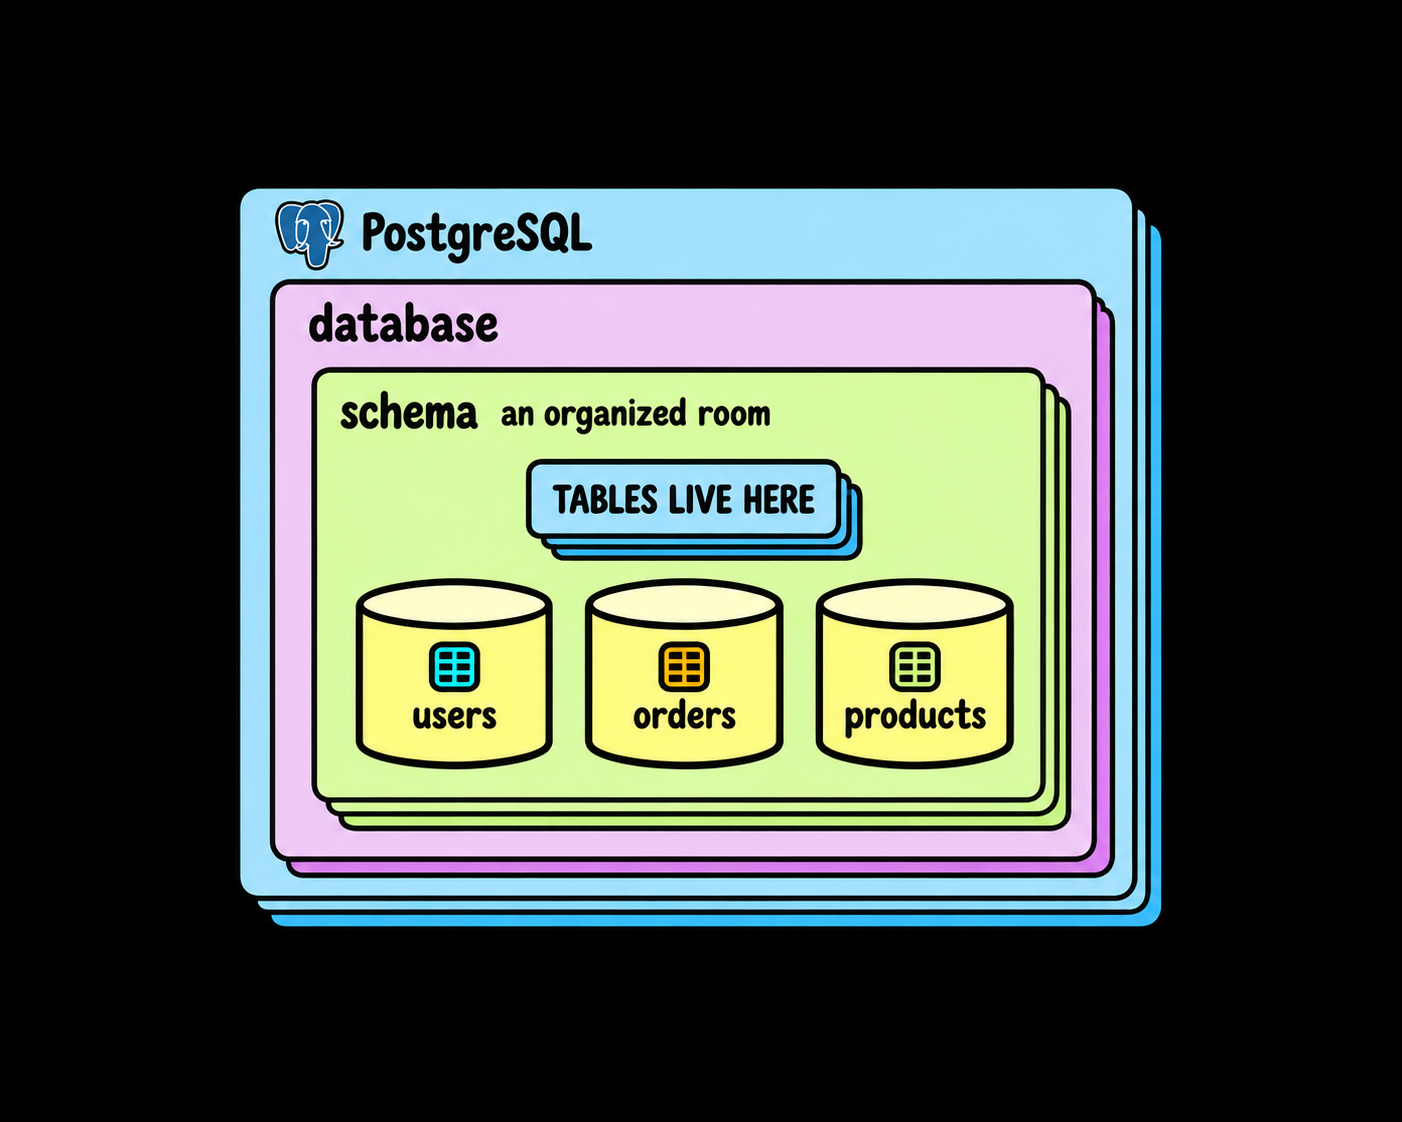 PostgreSQL
database
schema an organized room
TABLES LIVE HERE
users
orders
products